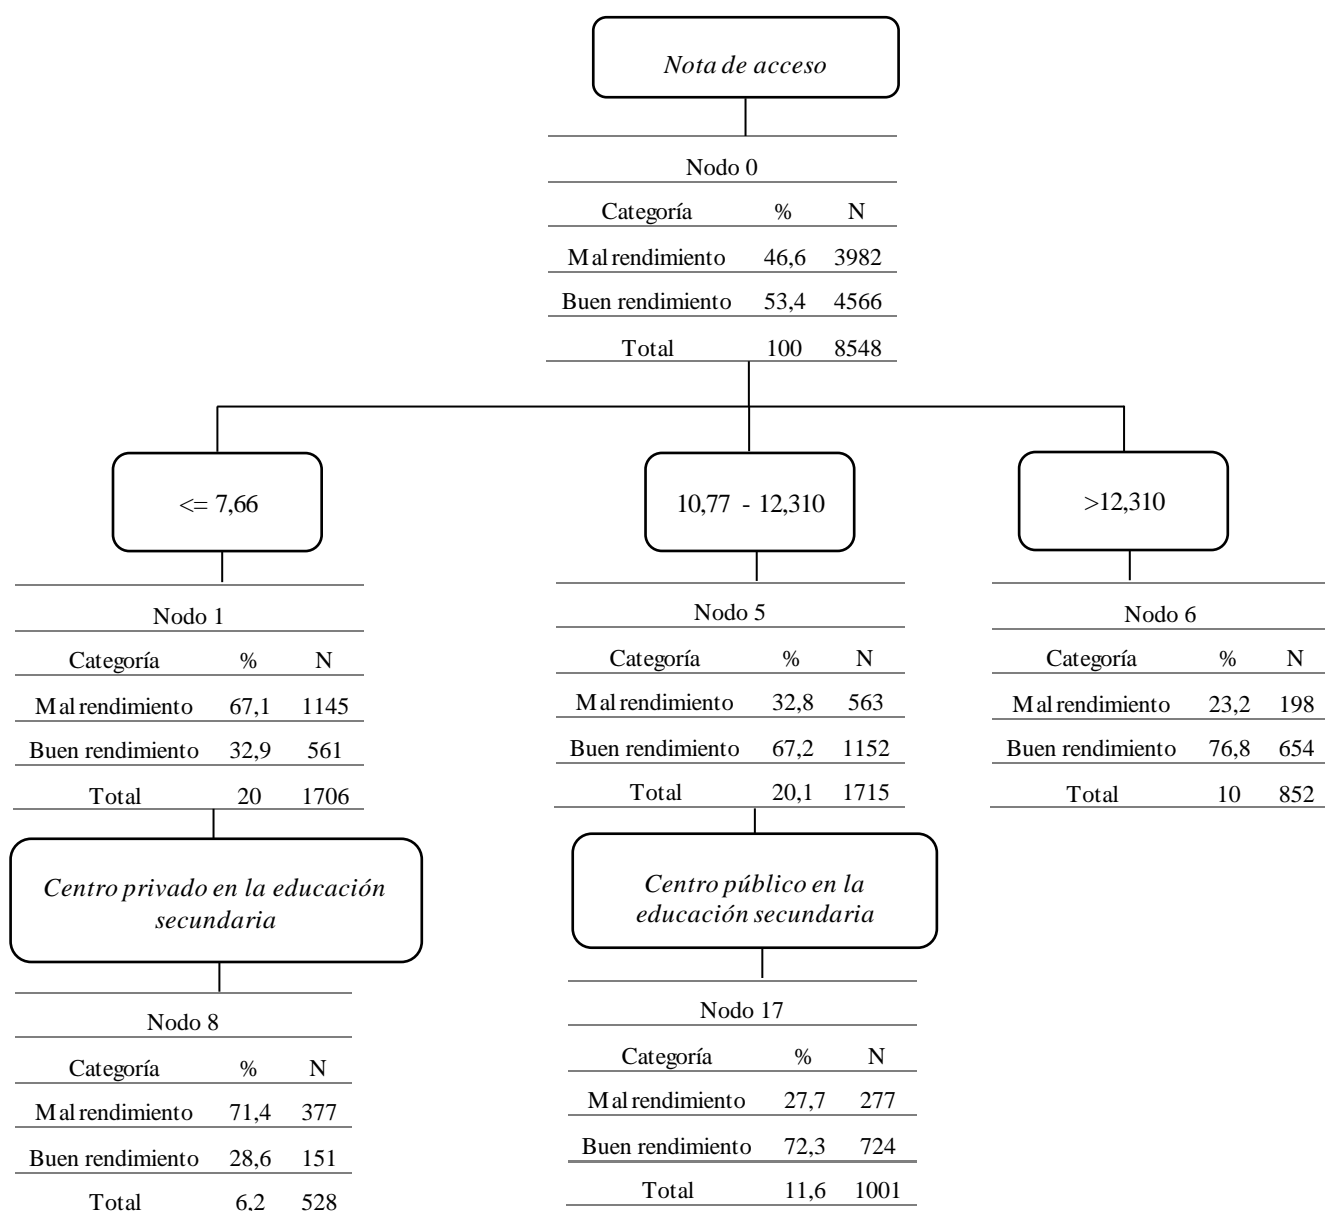 Nota de acceso
Nodo 0
Categoría % N
Mal rendimiento 46,6 3982
Buen rendimiento 53,4 4566
Total 100 8548
<= 7,66
10,77 - 12,310
>12,310
Nodo 1
Categoría % N
Mal rendimiento 67,1 1145
Buen rendimiento 32,9 561
Total 20 1706
Nodo 5
Categoría % N
Mal rendimiento 32,8 563
Buen rendimiento 67,2 1152
Total 20,1 1715
Nodo 6
Categoría % N
Mal rendimiento 23,2 198
Buen rendimiento 76,8 654
Total 10 852
Centro privado en la educación
secundaria
Centro público en la
educación secundaria
Nodo 8
Categoría % N
Mal rendimiento 71,4 377
Buen rendimiento 28,6 151
Total 6,2 528
Nodo 17
Categoría % N
Mal rendimiento 27,7 277
Buen rendimiento 72,3 724
Total 11,6 1001